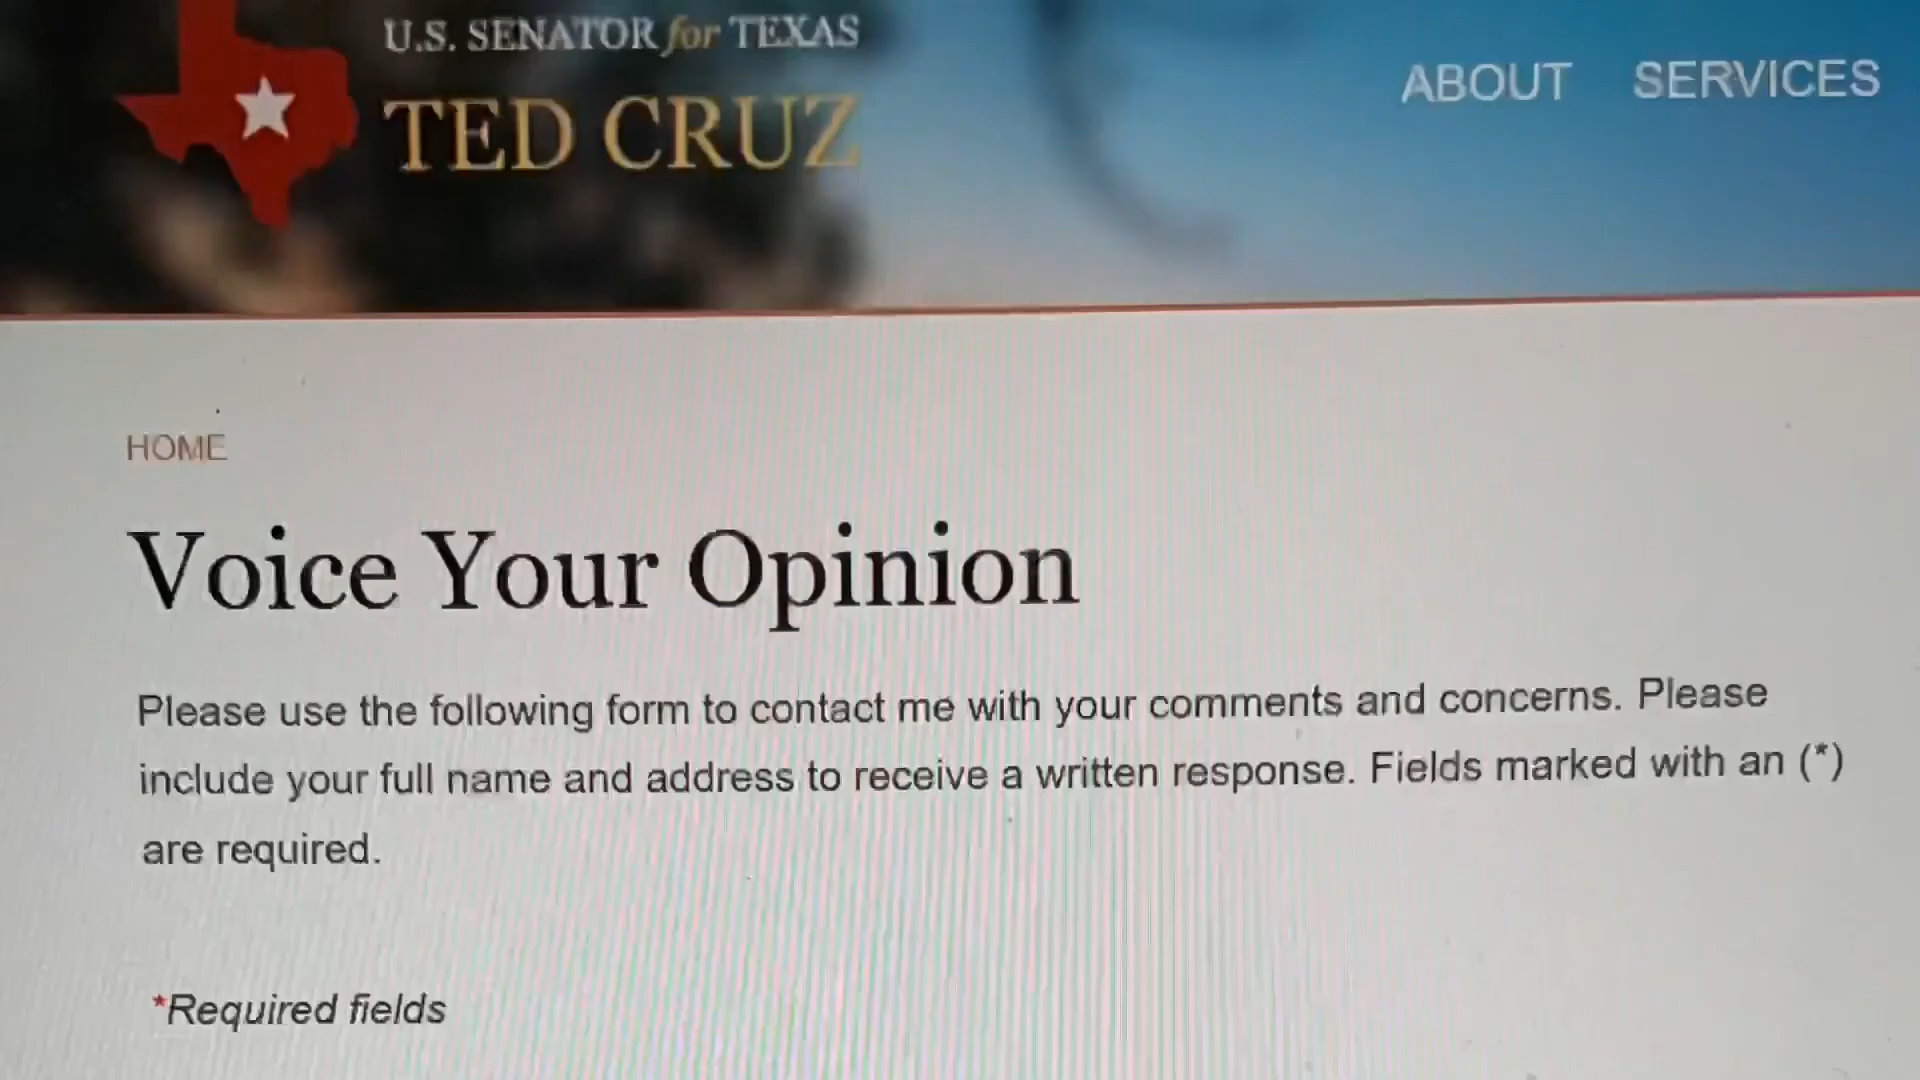 U.S. SENATOR for TEXAS
TED CRUZ
ABOUT SERVICES
HOME
Voice Your Opinion
Please use the following form to contact me with your comments and concerns. Please
include your full name and address to receive a written response. Fields marked with an (*)
are required.
*Required fields